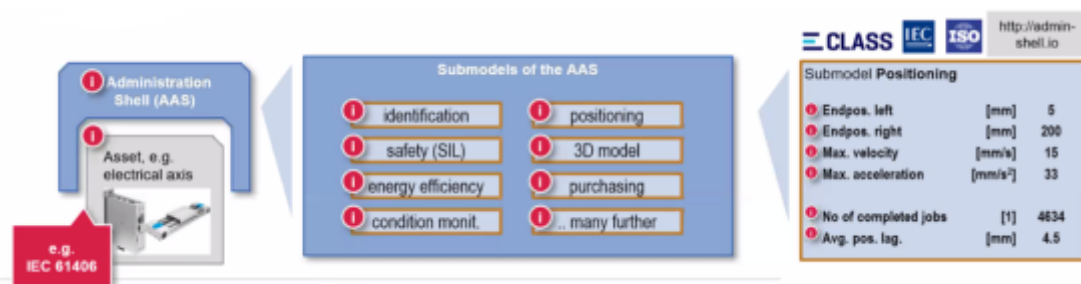 Administration
Shell (AAS)
Asset, e.g.
electrical axis
e.g.
IEC 61406
Submodels of the AAS
identification
positioning
safety (SIL)
3D model
energy efficiency
purchasing
condition monit.
.. many further
ECLASS
IEC
ISO
http://admin-
shell.io
Submodel Positioning
Endpos. left [mm] 5
Endpos. right [mm] 200
Max. velocity [mm/s] 15
Max. acceleration [mm/s²] 33
No of completed jobs [1] 4634
Avg. pos. lag. [mm] 4.5